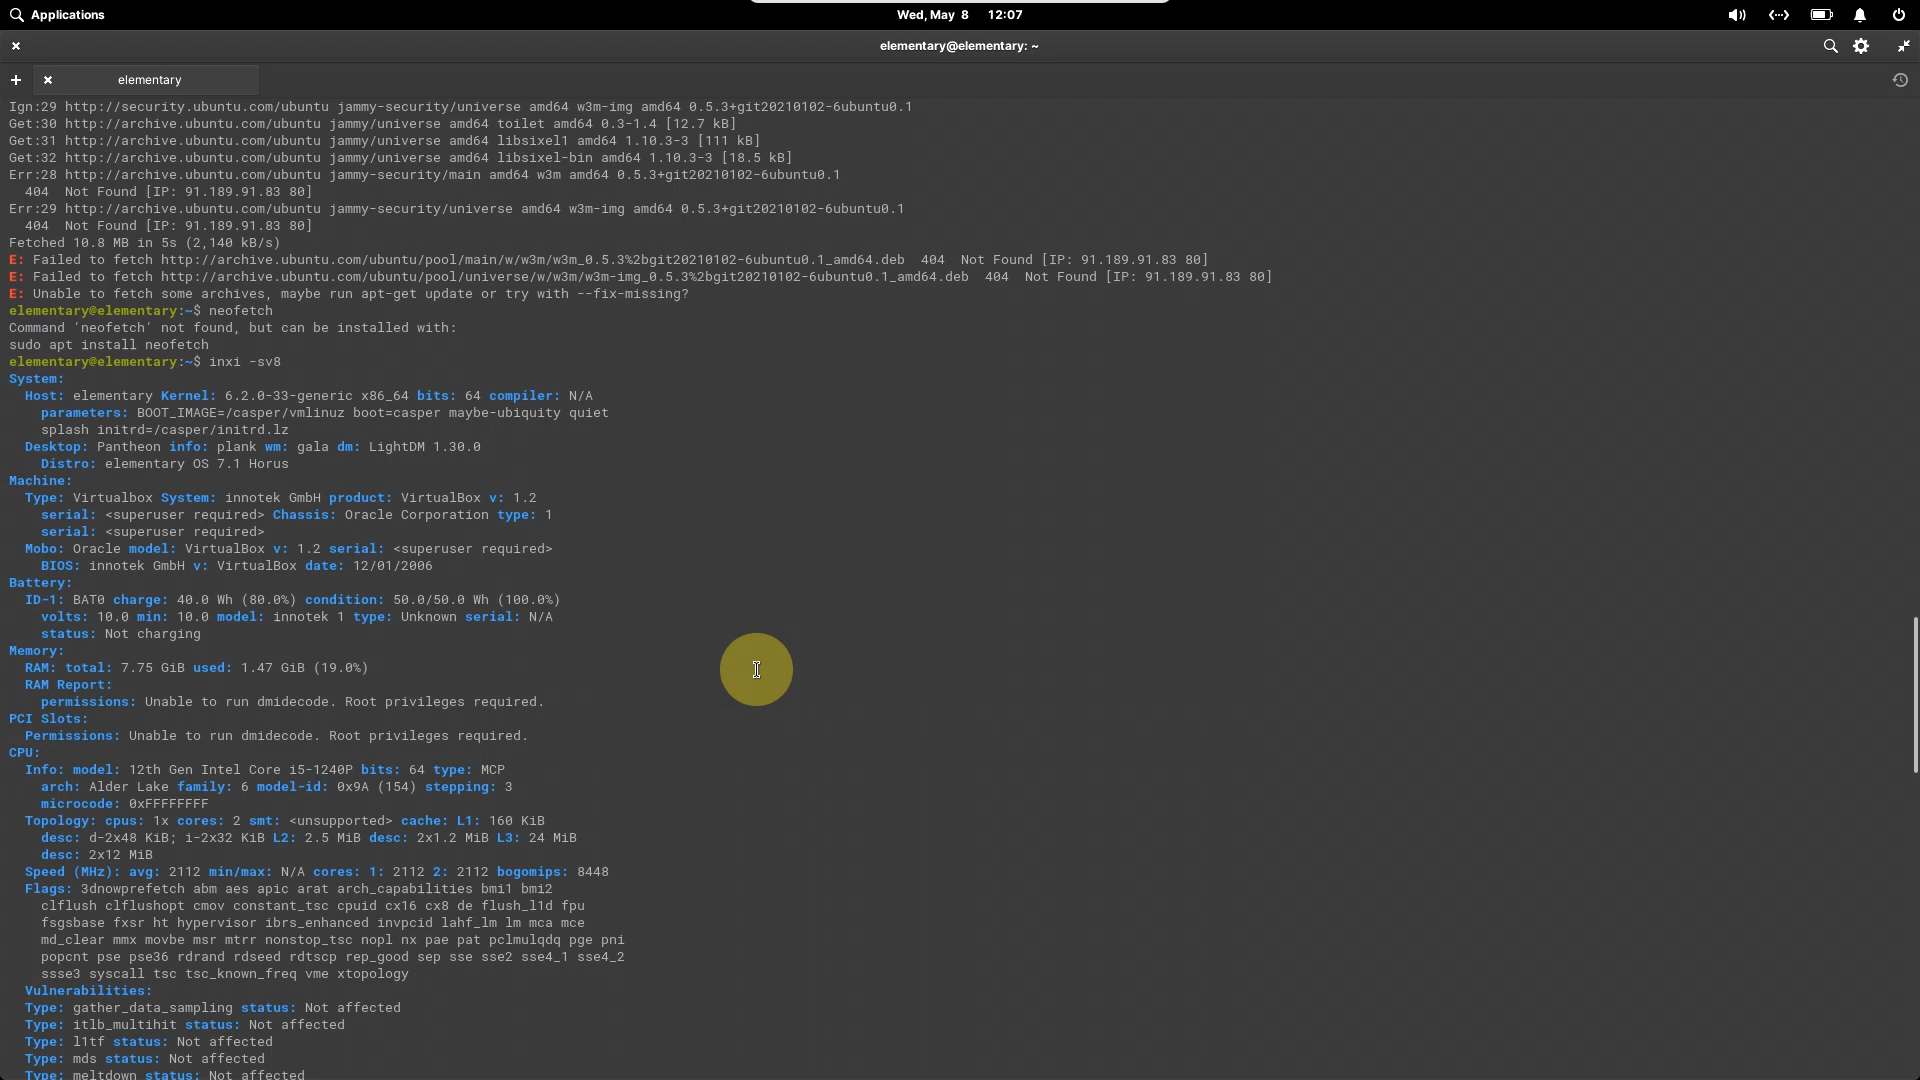 Applications
Wed, May 8 12:07
elementary@elementary: ~
elementary
Ign:29 http://security.ubuntu.com/ubuntu jammy-security/universe amd64 w3m-img amd64 0.5.3+git20210102-6ubuntu0.1
Get:30 http://archive.ubuntu.com/ubuntu jammy/universe amd64 toilet amd64 0.3-1.4 [12.7 kB]
Get:31 http://archive.ubuntu.com/ubuntu jammy/universe amd64 libsixel1 amd64 1.10.3-3 [111 kB]
Get:32 http://archive.ubuntu.com/ubuntu jammy/universe amd64 libsixel-bin amd64 1.10.3-3 [18.5 kB]
Err:28 http://archive.ubuntu.com/ubuntu jammy-security/main amd64 w3m amd64 0.5.3+git20210102-6ubuntu0.1
404 Not Found [IP: 91.189.91.83 80]
Err:29 http://archive.ubuntu.com/ubuntu jammy-security/universe amd64 w3m-img amd64 0.5.3+git20210102-6ubuntu0.1
404 Not Found [IP: 91.189.91.83 80]
Fetched 10.8 MB in 5s (2,140 kB/s)
E: Failed to fetch http://archive.ubuntu.com/ubuntu/pool/main/w/w3m/w3m_0.5.3%2bgit20210102-6ubuntu0.1_amd64.deb 404 Not Found [IP: 91.189.91.83 80]
E: Failed to fetch http://archive.ubuntu.com/ubuntu/pool/universe/w/w3m/w3m-img_0.5.3%2bgit20210102-6ubuntu0.1_amd64.deb 404 Not Found [IP: 91.189.91.83 80]
E: Unable to fetch some archives, maybe run apt-get update or try with --fix-missing?
elementary@elementary:~$ neofetch
Command 'neofetch' not found, but can be installed with:
sudo apt install neofetch
elementary@elementary:~$ inxi -sv8
System:
Host: elementary Kernel: 6.2.0-33-generic x86_64 bits: 64 compiler: N/A
parameters: BOOT_IMAGE=/casper/vmlinuz boot=casper maybe-ubiquity quiet
splash initrd=/casper/initrd.lz
Desktop: Pantheon info: plank wm: gala dm: LightDM 1.30.0
Distro: elementary OS 7.1 Horus
Machine:
Type: Virtualbox System: innotek GmbH product: VirtualBox v: 1.2
serial: <superuser required> Chassis: Oracle Corporation type: 1
serial: <superuser required>
Mobo: Oracle model: VirtualBox v: 1.2 serial: <superuser required>
BIOS: innotek GmbH v: VirtualBox date: 12/01/2006
Battery:
ID-1: BAT0 charge: 40.0 Wh (80.0%) condition: 50.0/50.0 Wh (100.0%)
volts: 10.0 min: 10.0 model: innotek 1 type: Unknown serial: N/A
status: Not charging
Memory:
RAM: total: 7.75 GiB used: 1.47 GiB (19.0%)
RAM Report:
permissions: Unable to run dmidecode. Root privileges required.
PCI Slots:
Permissions: Unable to run dmidecode. Root privileges required.
CPU:
Info: model: 12th Gen Intel Core i5-1240P bits: 64 type: MCP
arch: Alder Lake family: 6 model-id: 0x9A (154) stepping: 3
microcode: 0xFFFFFFFF
Topology: cpus: 1x cores: 2 smt: <unsupported> cache: L1: 160 KiB
desc: d-2x48 KiB; i-2x32 KiB L2: 2.5 MiB desc: 2x1.2 MiB L3: 24 MiB
desc: 2x12 MiB
Speed (MHz): avg: 2112 min/max: N/A cores: 1: 2112 2: 2112 bogomips: 8448
Flags: 3dnowprefetch abm aes apic arat arch_capabilities bmi1 bmi2
clflush clflushopt cmov constant_tsc cpuid cx16 cx8 de flush_l1d fpu
fsgsbase fxsr ht hypervisor ibrs_enhanced invpcid lahf_lm lm mca mce
md_clear mmx movbe msr mtrr nonstop_tsc nopl nx pae pat pclmulqdq pge pni
popcnt pse pse36 rdrand rdseed rdtscp rep_good sep sse sse2 sse4_1 sse4_2
ssse3 syscall tsc tsc_known_freq vme xtopology
Vulnerabilities:
Type: gather_data_sampling status: Not affected
Type: itlb_multihit status: Not affected
Type: l1tf status: Not affected
Type: mds status: Not affected
Type: meltdown status: Not affected